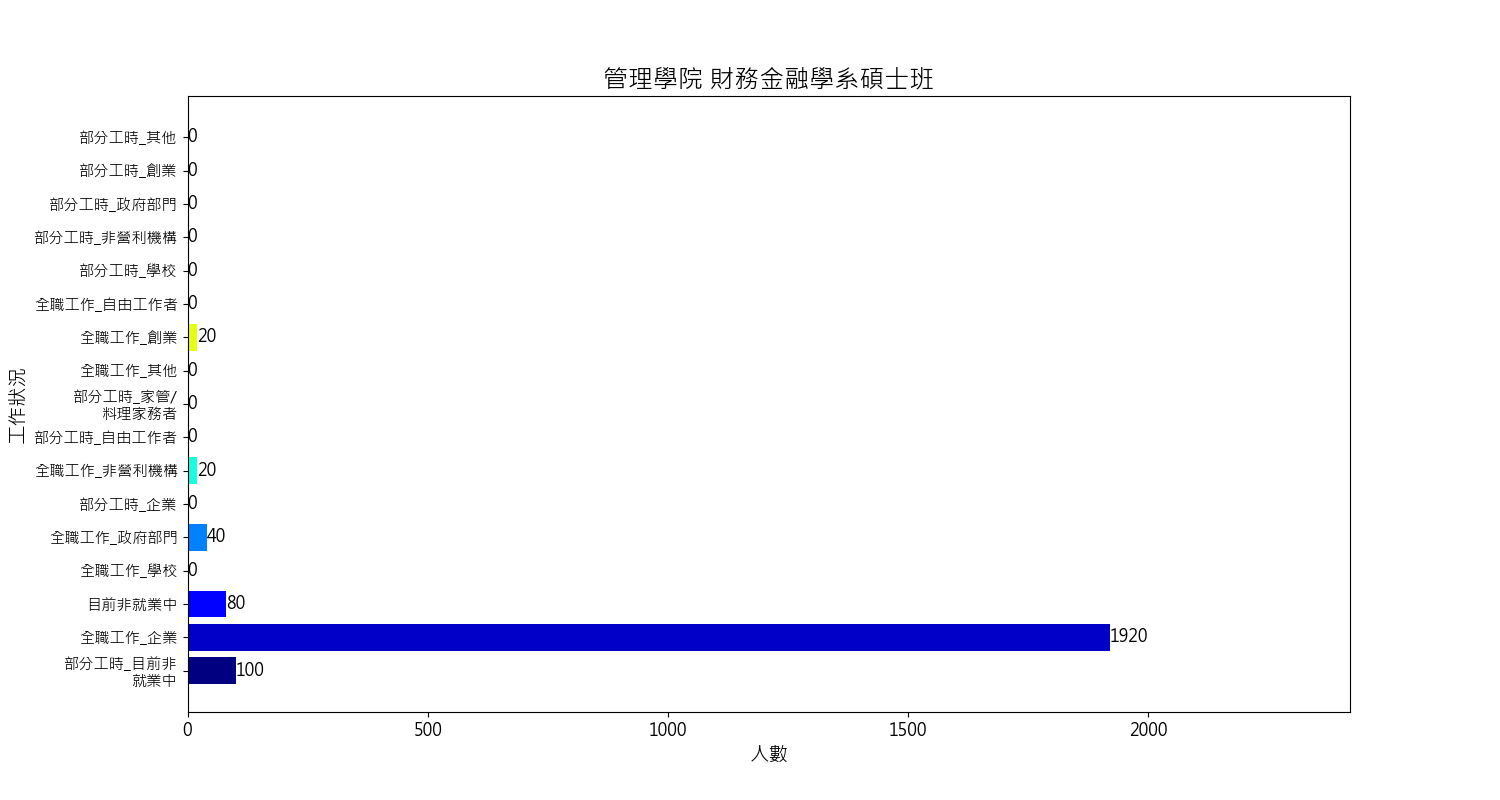 管理學院 財務金融學系碩士班
工作狀況
部分工時_其他 0
部分工時_創業 0
部分工時_政府部門 0
部分工時_非營利機構 0
部分工時_學校 0
全職工作_自由工作者 0
全職工作_創業 20
全職工作_其他 0
部分工時_家管/
料理家務者 0
部分工時_自由工作者 0
全職工作_非營利機構 20
部分工時_企業 0
全職工作_政府部門 40
全職工作_學校 0
目前非就業中 80
全職工作_企業 1920
部分工時_目前非
就業中 100
0 500 1000 1500 2000
人數